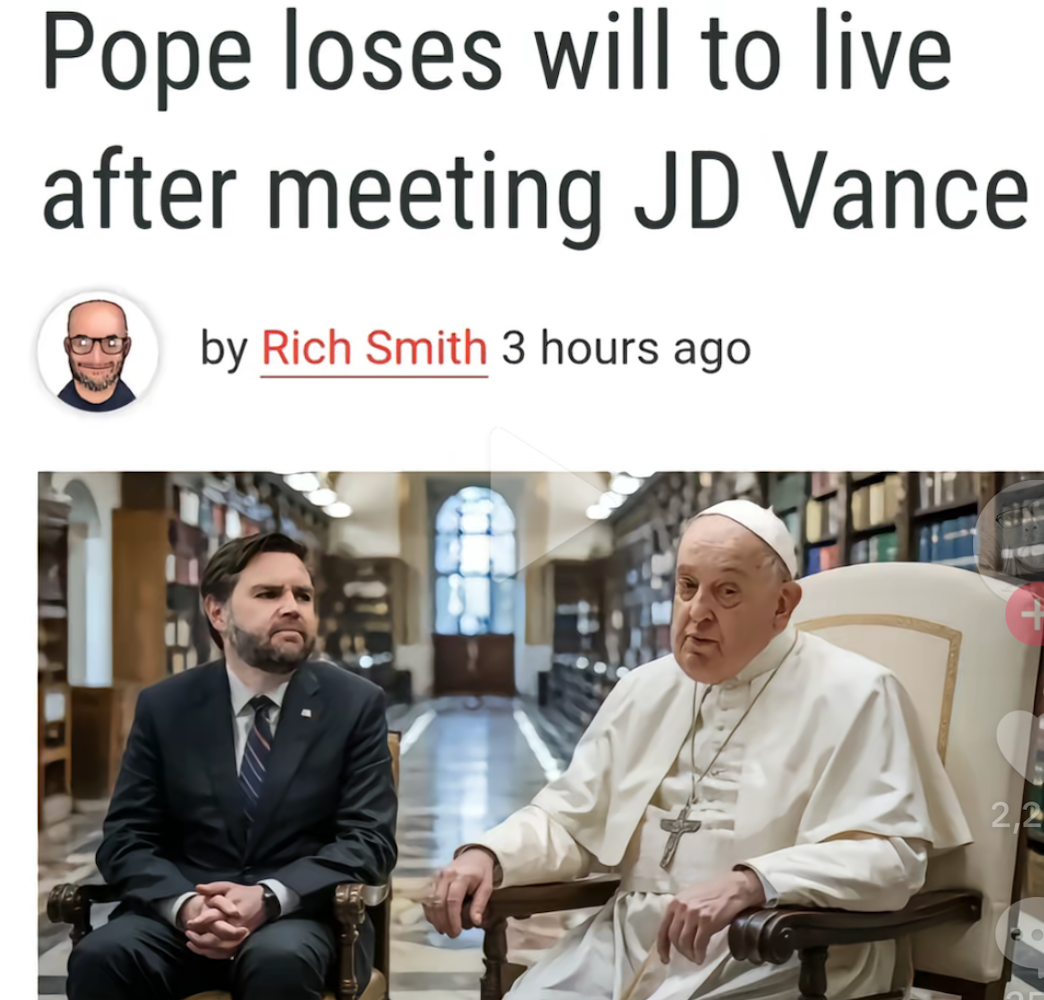 Pope loses will to live
after meeting JD Vance
by Rich Smith 3 hours ago